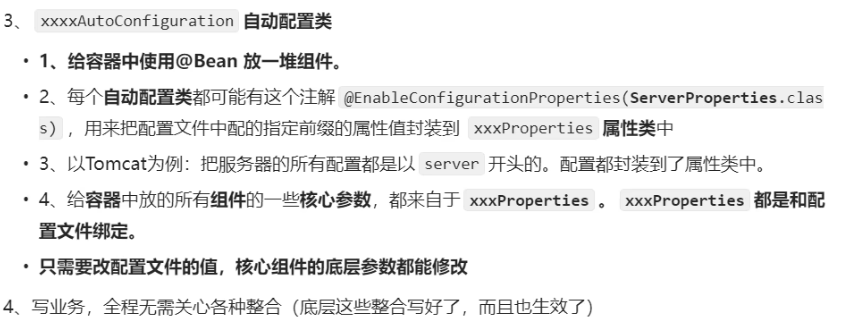 3、 xxxxAutoConfiguration 自动配置类
• 1、给容器中使用@Bean 放一堆组件。
• 2、每个自动配置类都可能有这个注解 @EnableConfigurationProperties(ServerProperties.clas
s) ，用来把配置文件中配的指定前缀的属性值封装到 xxxProperties 属性类中
• 3、以Tomcat为例：把服务器的所有配置都是以 server 开头的。配置都封装到了属性类中。
• 4、给容器中放的所有组件的一些核心参数，都来自于 xxxProperties 。 xxxProperties 都是和配
置文件绑定。
• 只需要改配置文件的值，核心组件的底层参数都能修改
4、写业务，全程无需关心各种整合（底层这些整合写好了，而且也生效了）